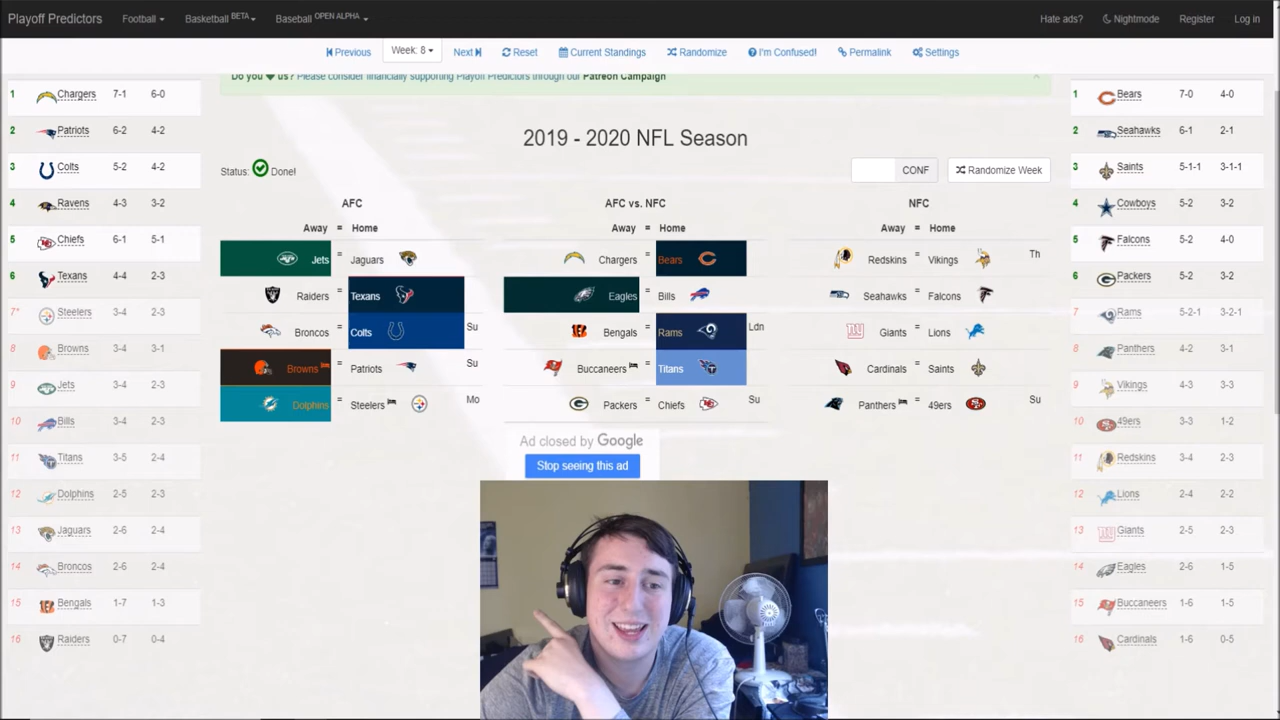 Playoff Predictors Football Basketball BETA Baseball OPEN ALPHA Hate ads? Nightmode Register Log in
Previous Week: 8 Next Reset Current Standings Randomize I'm Confused! Permalink Settings
Do you us? Please consider financially supporting Playoff Predictors through our Patreon Campaign
2019 - 2020 NFL Season
Status: Done! CONF Randomize Week
1 Chargers 7-1 6-0
2 Patriots 6-2 4-2
3 Colts 5-2 4-2
4 Ravens 4-3 3-2
5 Chiefs 6-1 5-1
6 Texans 4-4 2-3
7* Steelers 3-4 2-3
8 Browns 3-4 3-1
9 Jets 3-4 2-3
10 Bills 3-4 2-3
11 Titans 3-5 2-4
12 Dolphins 2-5 2-3
13 Jaguars 2-6 2-4
14 Broncos 2-6 2-4
15 Bengals 1-7 1-3
16 Raiders 0-7 0-4
AFC
Away = Home
Jets = Jaguars
Raiders = Texans
Broncos = Colts Su
Browns = Patriots Su
Dolphins = Steelers Mo
AFC vs. NFC
Away = Home
Chargers = Bears
Eagles = Bills
Bengals = Rams Ldn
Buccaneers = Titans
Packers = Chiefs Su
NFC
Away = Home
Redskins = Vikings Th
Seahawks = Falcons
Giants = Lions
Cardinals = Saints
Panthers = 49ers Su
Ad closed by Google
Stop seeing this ad
1 Bears 7-0 4-0
2 Seahawks 6-1 2-1
3 Saints 5-1-1 3-1-1
4 Cowboys 5-2 3-2
5 Falcons 5-2 4-0
6 Packers 5-2 3-2
7 Rams 5-2-1 3-2-1
8 Panthers 4-2 3-1
9 Vikings 4-3 3-3
10 49ers 3-3 1-2
11 Redskins 3-4 2-3
12 Lions 2-4 2-2
13 Giants 2-5 2-3
14 Eagles 2-6 1-5
15 Buccaneers 1-6 1-5
16 Cardinals 1-6 0-5